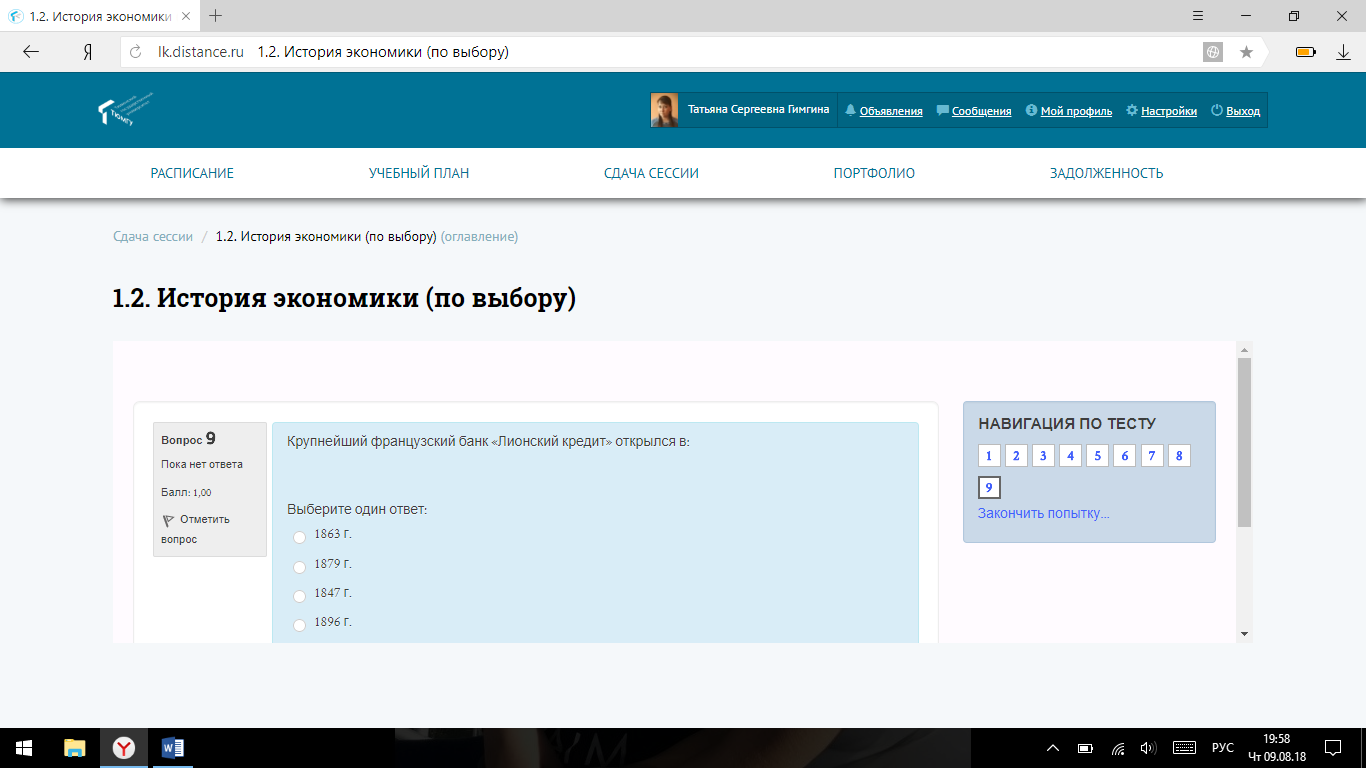 1.2. История экономики
lk.distance.ru 1.2. История экономики (по выбору)
ТюмГУ
Татьяна Сергеевна Гимгина Объявления Сообщения Мой профиль Настройки Выход
РАСПИСАНИЕ УЧЕБНЫЙ ПЛАН СДАЧА СЕССИИ ПОРТФОЛИО ЗАДОЛЖЕННОСТЬ
Сдача сессии / 1.2. История экономики (по выбору) (оглавление)
1.2. История экономики (по выбору)
Вопрос 9
Пока нет ответа
Балл: 1,00
Отметить
вопрос
Крупнейший французский банк «Лионский кредит» открылся в:
Выберите один ответ:
1863 г.
1879 г.
1847 г.
1896 г.
НАВИГАЦИЯ ПО ТЕСТУ
1 2 3 4 5 6 7 8
9
Закончить попытку...
РУС
19:58
Чт 09.08.18